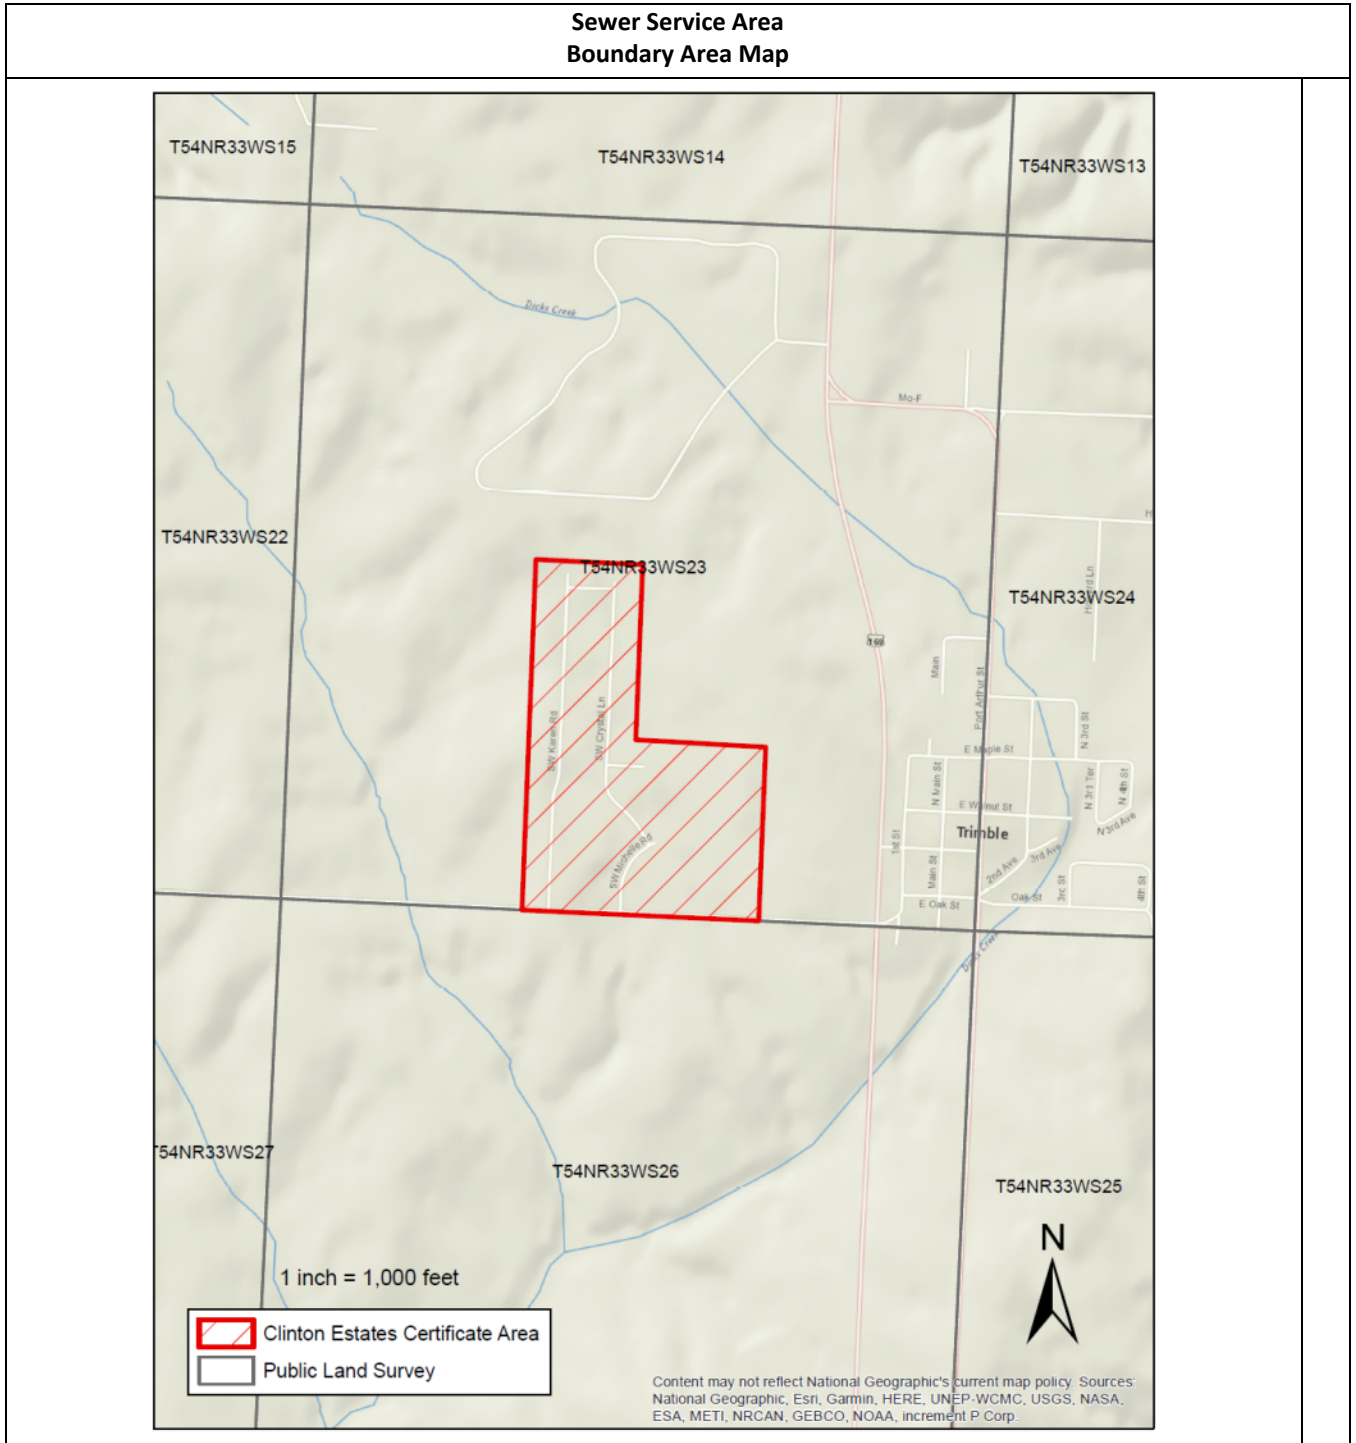 Sewer Service Area
Boundary Area Map
T54NR33WS15
T54NR33WS14
T54NR33WS13
Dicks Creek
Mo-F
H
T54NR33WS22
T54NR33WS23
T54NR33WS24
Howard Ln
169
Main
Port Arthur St
SW Karen Rd
SW Crystal Ln
N 3rd St
E Maple St
N Main St
N 3r1 Ter
N 4th St
E Walnut St
Trimble
N 3rd Ave
1st St
SW Michelle Rd
Main St
2nd Ave
3rd Ave
E Oak St
Oak St
3rc St
4th St
Dicks Creek
T54NR33WS27
T54NR33WS26
T54NR33WS25
N
1 inch = 1,000 feet
Clinton Estates Certificate Area
Public Land Survey
Content may not reflect National Geographic's current map policy. Sources:
National Geographic, Esri, Garmin, HERE, UNEP-WCMC, USGS, NASA,
ESA, METI, NRCAN, GEBCO, NOAA, increment P Corp.